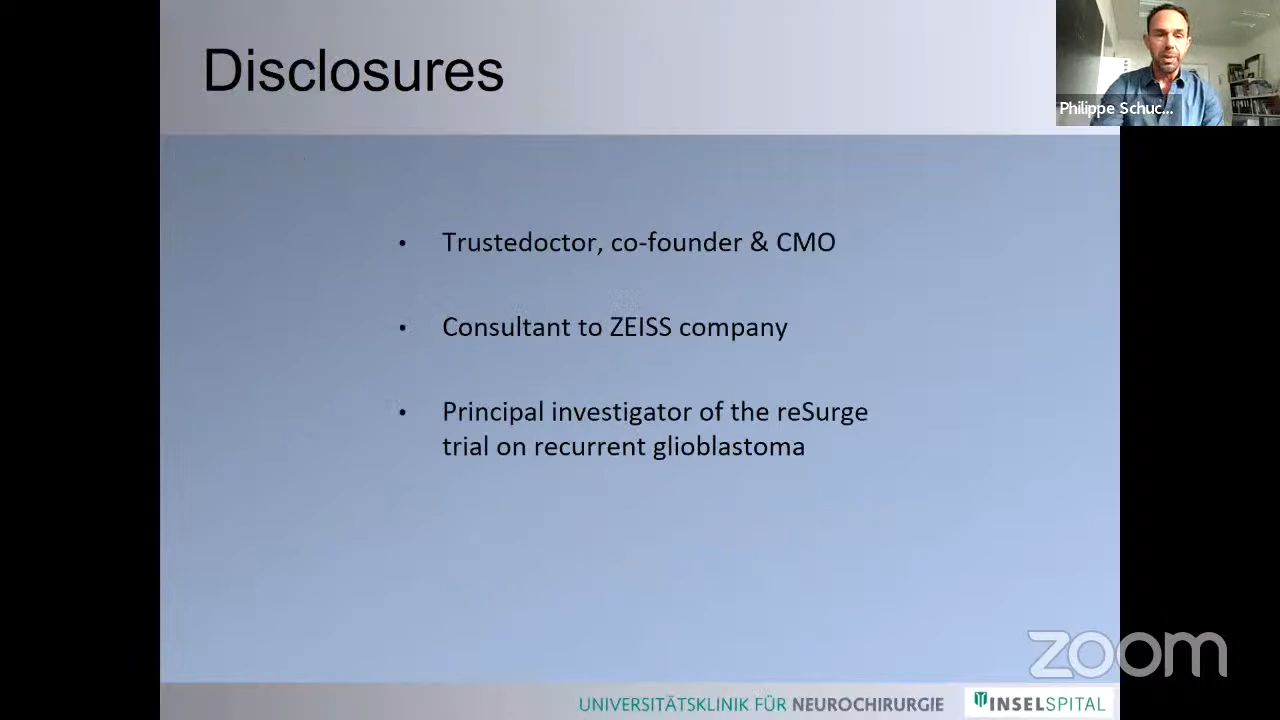 Disclosures
Philippe Schuc...
• Trustedoctor, co-founder & CMO
• Consultant to ZEISS company
• Principal investigator of the reSurge
trial on recurrent glioblastoma
zoom
UNIVERSITÄTSKLINIK FÜR NEUROCHIRURGIE
INSELSPITAL